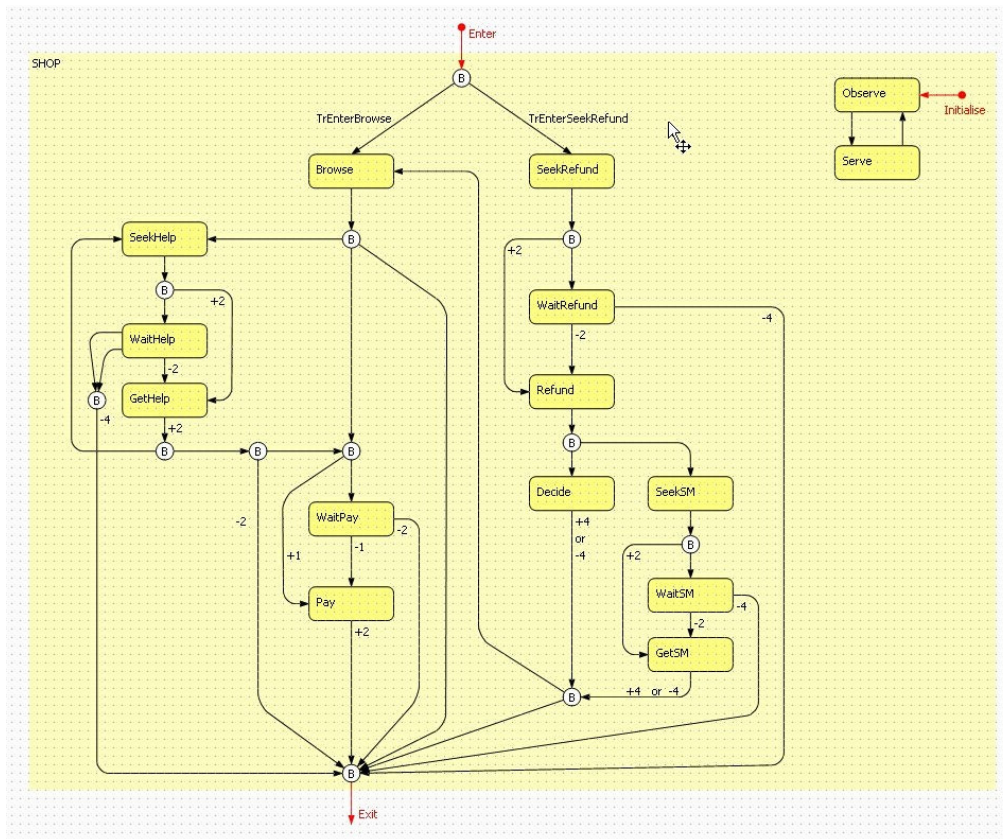 Enter
SHOP
B
Observe
Initialise
TrEnterBrowse
TrEnterSeekRefund
Serve
Browse
SeekRefund
SeekHelp
B
B
+2
B
+2
WaitRefund
-4
WaitHelp
-2
-2
GetHelp
Refund
B
-4
+2
B
B
B
B
Decide
SeekSM
WaitPay
-2
+4
-2
or
-1
+1
-4
+2
B
WaitSM
Pay
-4
-2
+2
GetSM
+4 or -4
B
B
Exit